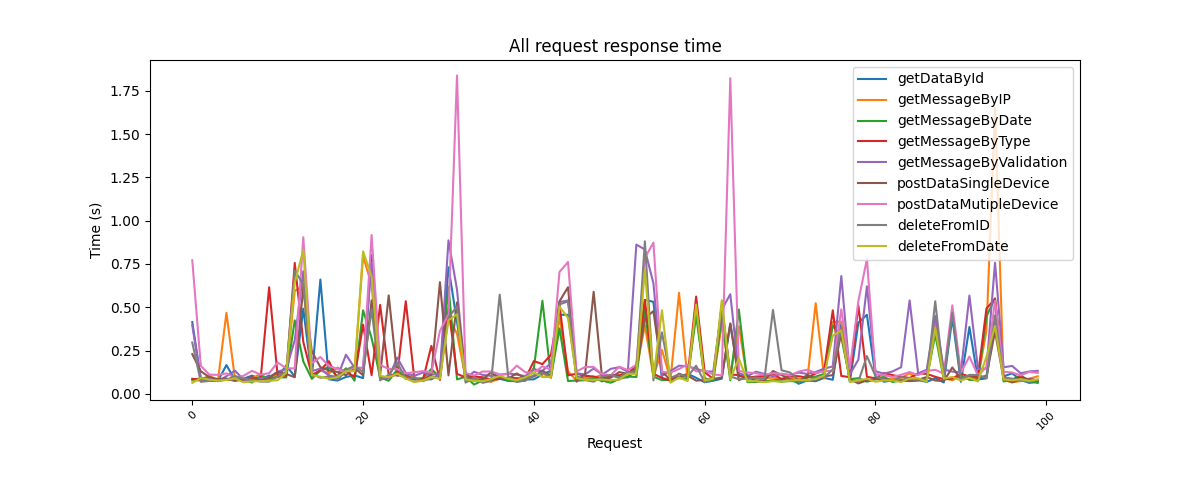 All request response time
Time (s)
1.75
1.50
1.25
1.00
0.75
0.50
0.25
0.00
getDataById
getMessageByIP
getMessageByDate
getMessageByType
getMessageByValidation
postDataSingleDevice
postDataMutipleDevice
deleteFromID
deleteFromDate
0
20
40
60
80
100
Request